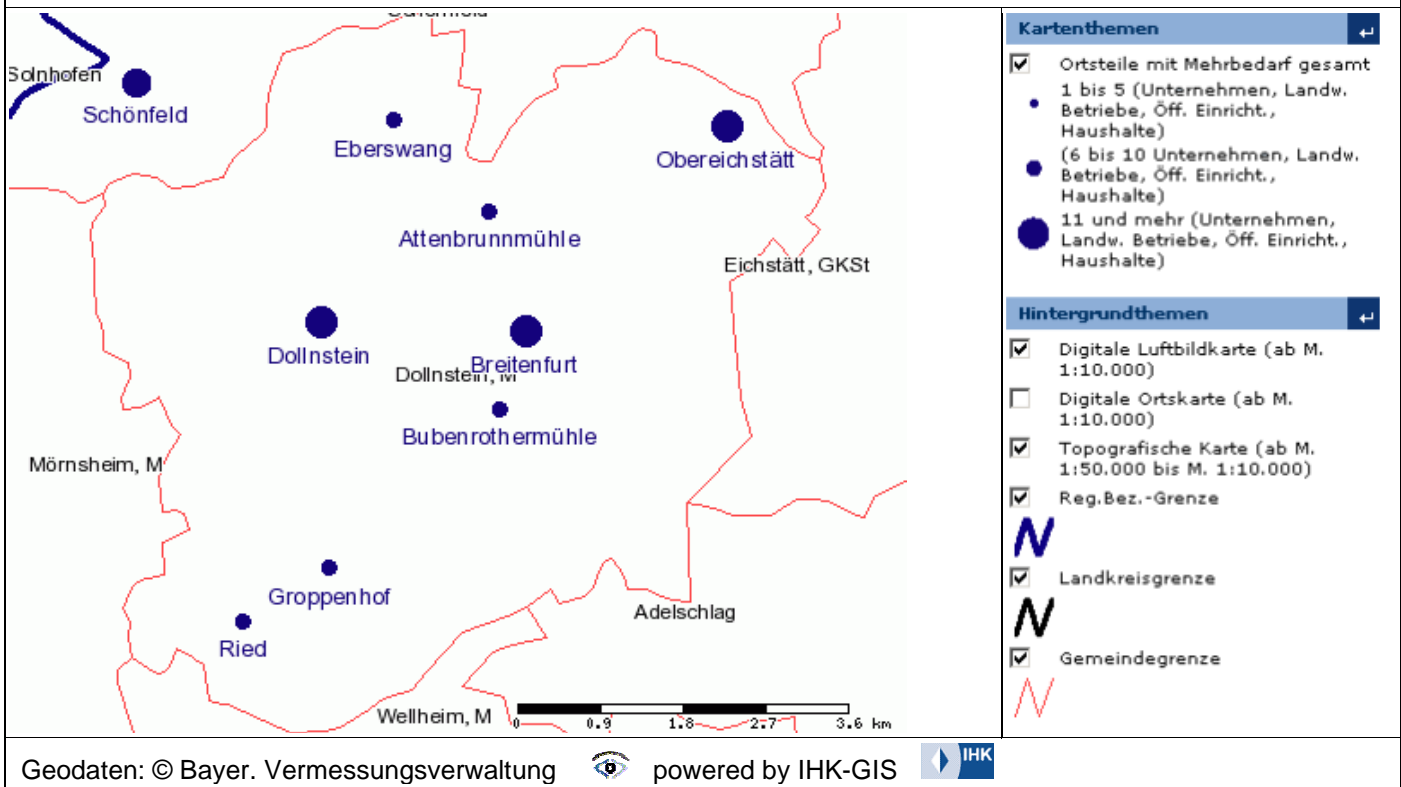 Solnhofen
Schönfeld
Eberswang
Obereichstätt
Attenbrunnmühle
Eichstätt, GKSt
Dollnstein
Breitenfurt
Dollnstein, M
Bubenrothermühle
Mörnsheim, M
Groppenhof
Adelschlag
Ried
Wellheim, M
0 0.9 1.8 2.7 3.6 km
Kartenthemen
Ortsteile mit Mehrbedarf gesamt
1 bis 5 (Unternehmen, Landw.
Betriebe, Öff. Einricht.,
Haushalte)
(6 bis 10 Unternehmen, Landw.
Betriebe, Öff. Einricht.,
Haushalte)
11 und mehr (Unternehmen,
Landw. Betriebe, Öff. Einricht.,
Haushalte)
Hintergrundthemen
Digitale Luftbildkarte (ab M.
1:10.000)
Digitale Ortskarte (ab M.
1:10.000)
Topografische Karte (ab M.
1:50.000 bis M. 1:10.000)
Reg.Bez.-Grenze
Landkreisgrenze
Gemeindegrenze
Geodaten: © Bayer. Vermessungsverwaltung powered by IHK-GIS IHK